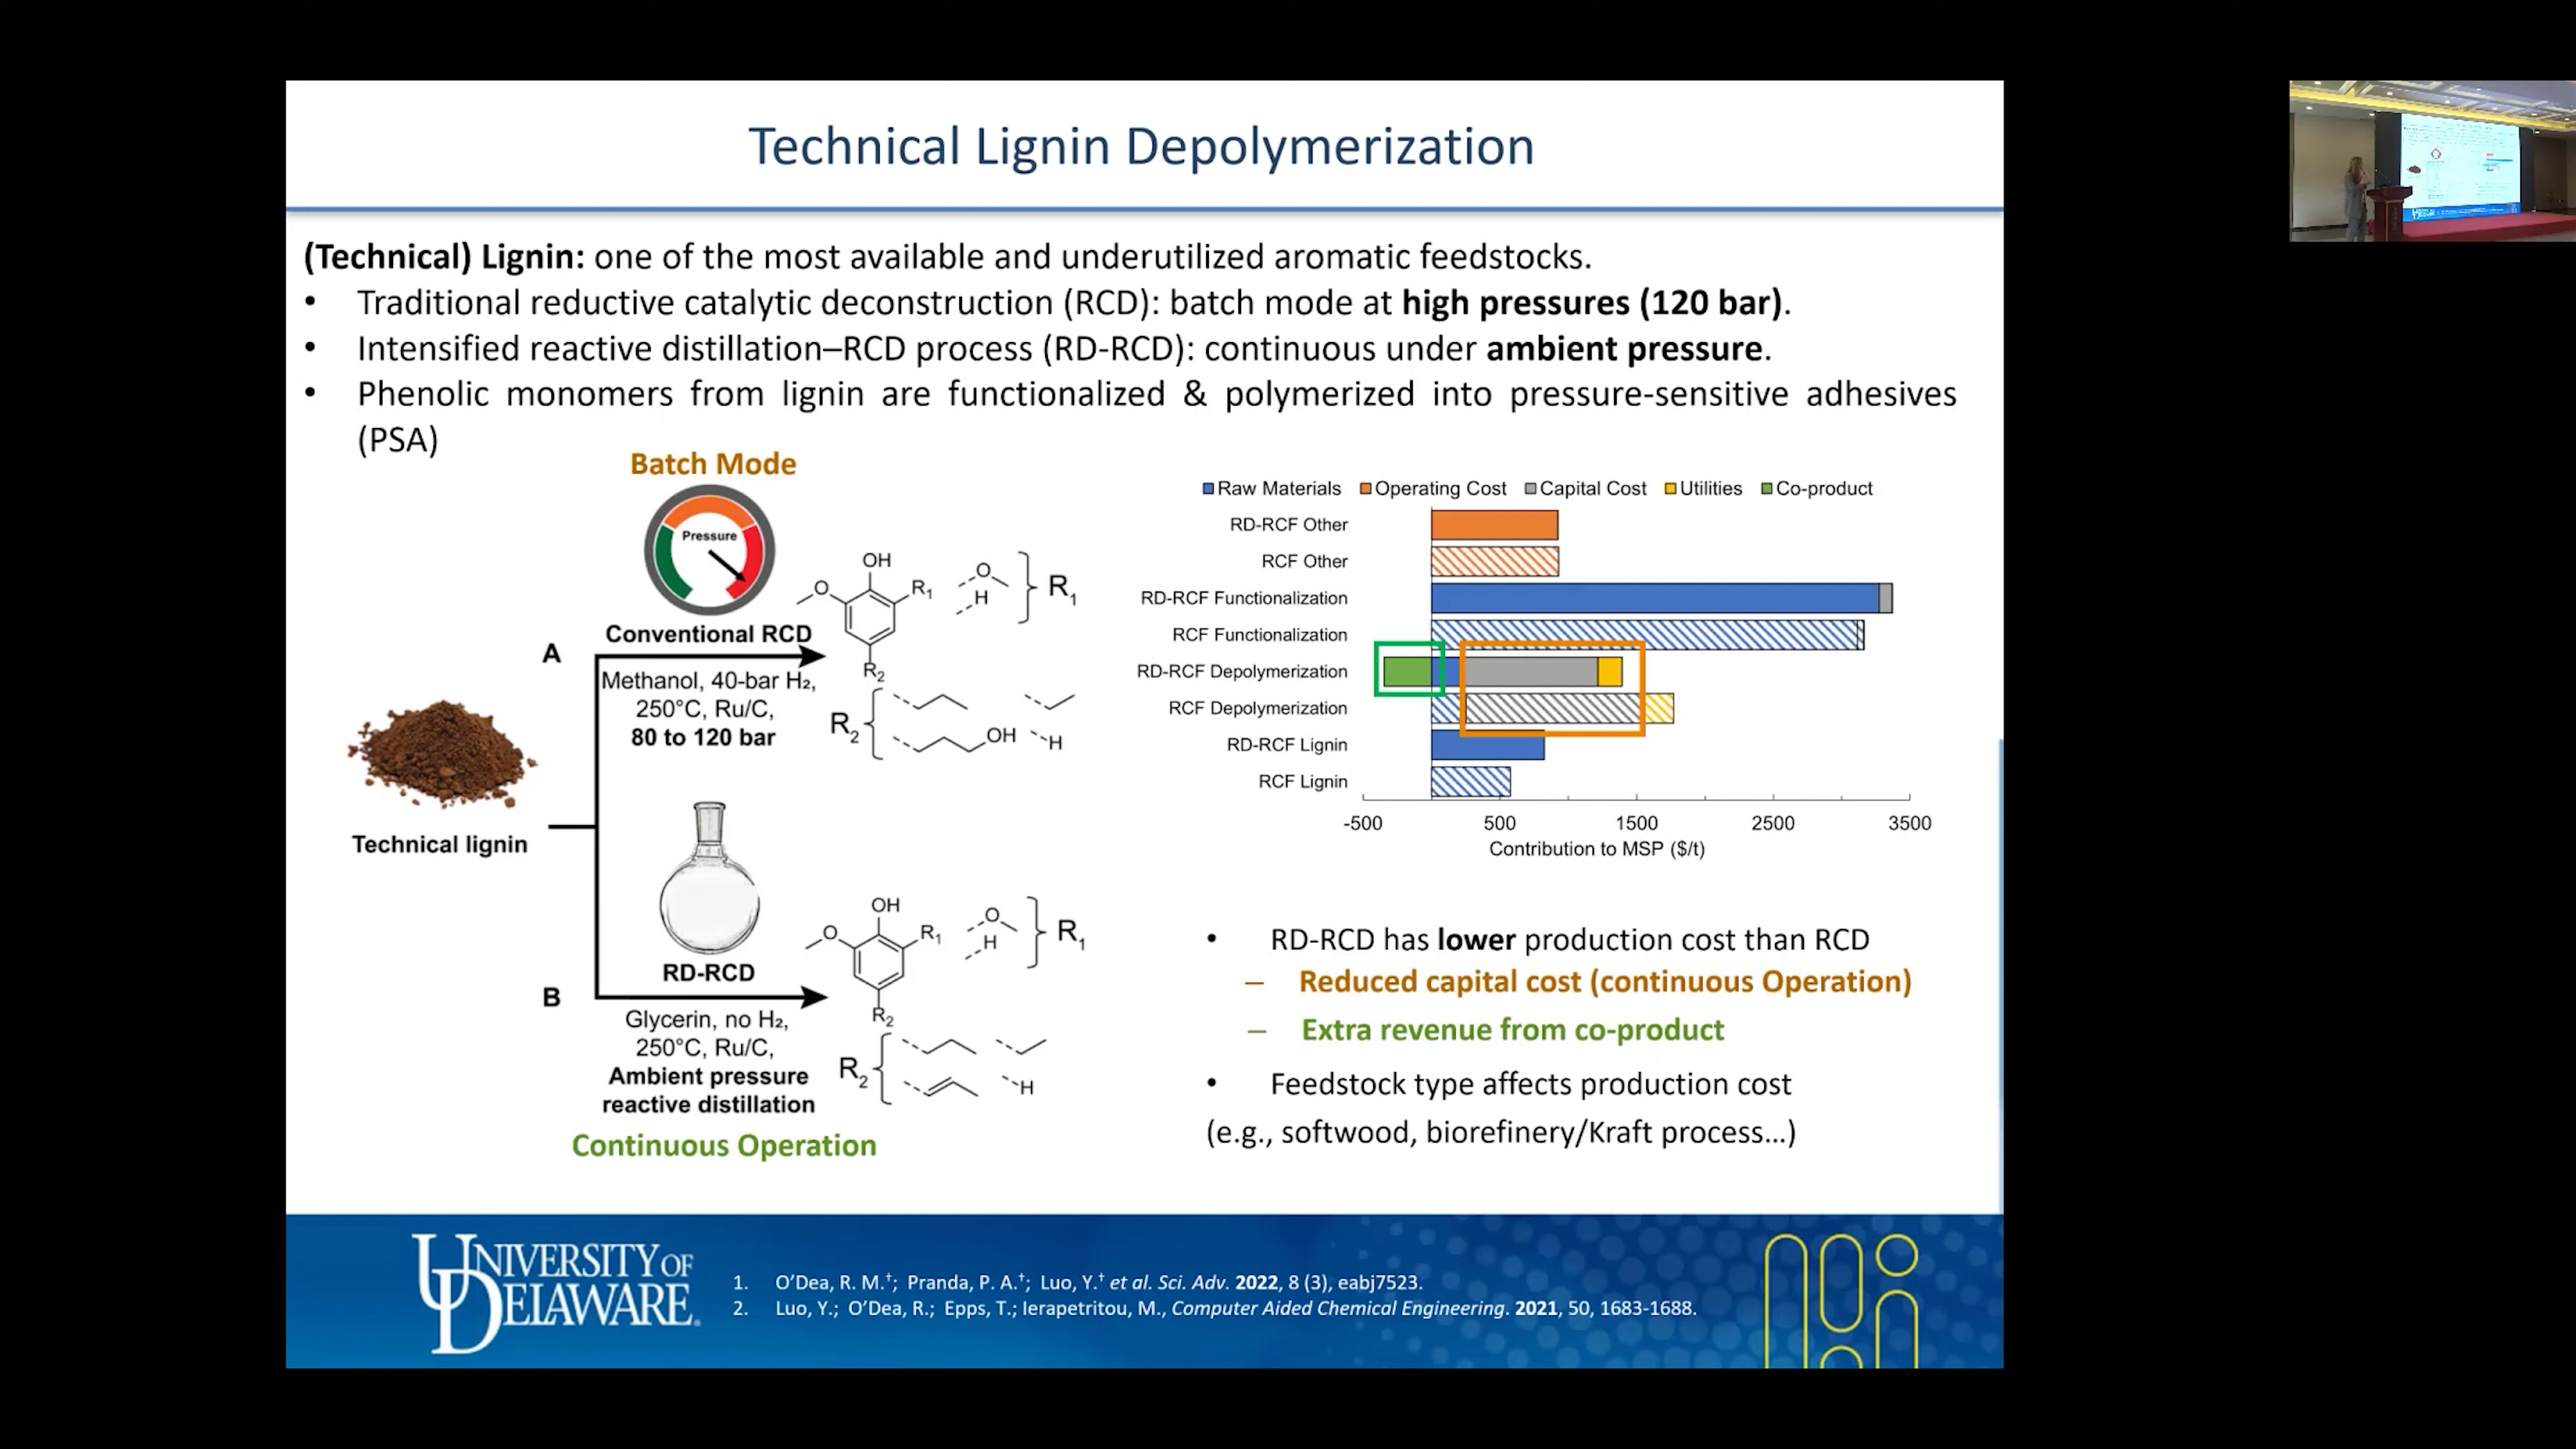 Technical Lignin Depolymerization
(Technical) Lignin: one of the most available and underutilized aromatic feedstocks.
• Traditional reductive catalytic deconstruction (RCD): batch mode at high pressures (120 bar).
• Intensified reactive distillation–RCD process (RD-RCD): continuous under ambient pressure.
• Phenolic monomers from lignin are functionalized & polymerized into pressure-sensitive adhesives
(PSA)
Batch Mode
Pressure
Conventional RCD
A
Methanol, 40-bar H₂,
250°C, Ru/C,
80 to 120 bar
OH
O
R₁
R₂
O
H
R₁
R₂
OH
H
Technical lignin
RD-RCD
B
Glycerin, no H₂,
250°C, Ru/C,
Ambient pressure
reactive distillation
Continuous Operation
OH
O
R₁
R₂
O
H
R₁
R₂
H
Raw Materials Operating Cost Capital Cost Utilities Co-product
RD-RCF Other
RCF Other
RD-RCF Functionalization
RCF Functionalization
RD-RCF Depolymerization
RCF Depolymerization
RD-RCF Lignin
RCF Lignin
-500 500 1500 2500 3500
Contribution to MSP ($/t)
• RD-RCD has lower production cost than RCD
– Reduced capital cost (continuous Operation)
– Extra revenue from co-product
• Feedstock type affects production cost
(e.g., softwood, biorefinery/Kraft process…)
UNIVERSITY OF
DELAWARE
1. O’Dea, R. M.†; Pranda, P. A.†; Luo, Y.† et al. Sci. Adv. 2022, 8 (3), eabj7523.
2. Luo, Y.; O’Dea, R.; Epps, T.; Ierapetritou, M., Computer Aided Chemical Engineering. 2021, 50, 1683-1688.